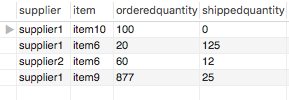 supplier item orderedquantity shippedquantity
supplier1 item10 100 0
supplier1 item6 20 125
supplier2 item6 60 12
supplier1 item9 877 25